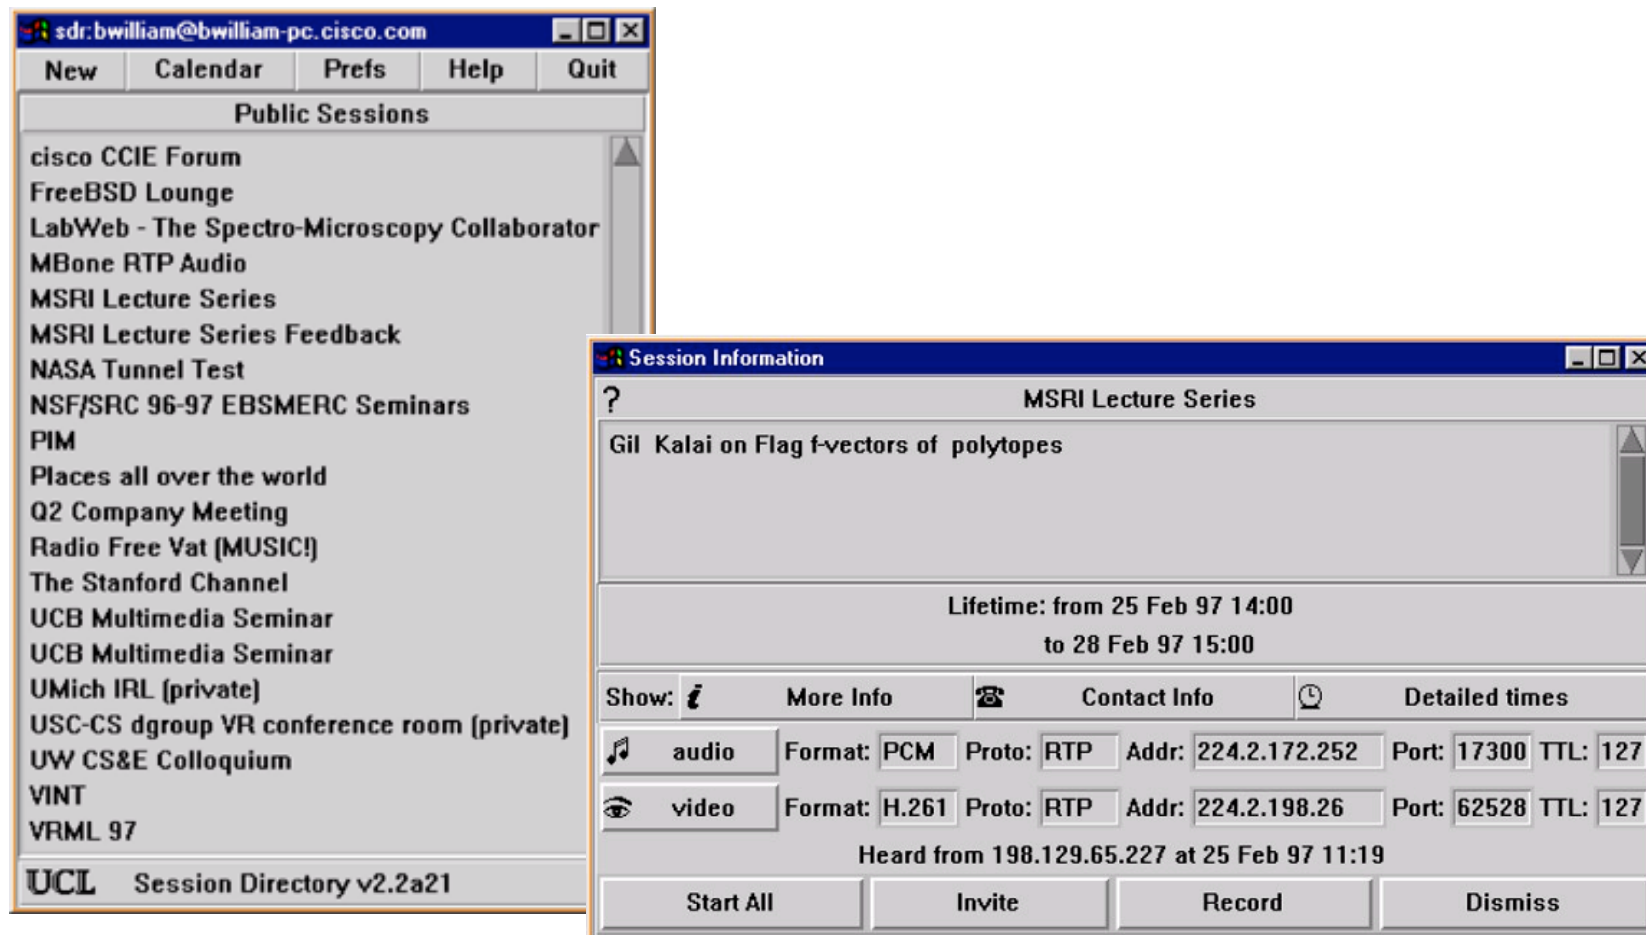 sdr:bwilliam@bwilliam-pc.cisco.com
New Calendar Prefs Help Quit
Public Sessions
cisco CCIE Forum
FreeBSD Lounge
LabWeb - The Spectro-Microscopy Collaborator
MBone RTP Audio
MSRI Lecture Series
MSRI Lecture Series Feedback
NASA Tunnel Test
NSF/SRC 96-97 EBSMERC Seminars
PIM
Places all over the world
Q2 Company Meeting
Radio Free Vat (MUSIC!)
The Stanford Channel
UCB Multimedia Seminar
UCB Multimedia Seminar
UMich IRL (private)
USC-CS dgroup VR conference room (private)
UW CS&E Colloquium
VINT
VRML 97
UCL Session Directory v2.2a21
Session Information
? MSRI Lecture Series
Gil Kalai on Flag f-vectors of polytopes
Lifetime: from 25 Feb 97 14:00
to 28 Feb 97 15:00
Show: i More Info Contact Info Detailed times
audio Format: PCM Proto: RTP Addr: 224.2.172.252 Port: 17300 TTL: 127
video Format: H.261 Proto: RTP Addr: 224.2.198.26 Port: 62528 TTL: 127
Heard from 198.129.65.227 at 25 Feb 97 11:19
Start All Invite Record Dismiss